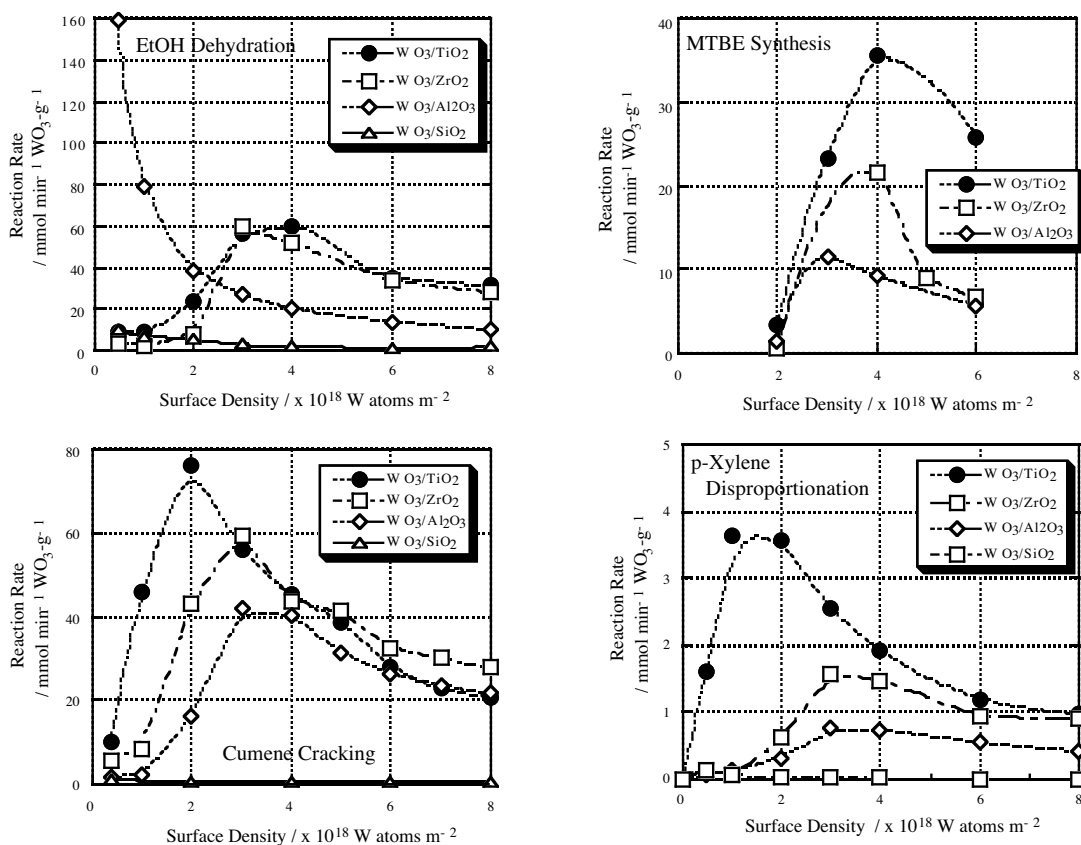 EtOH Dehydration
W O3/TiO2
W O3/ZrO2
W O3/Al2O3
W O3/SiO2
160
140
120
100
80
60
40
20
0
0 2 4 6 8
Reaction Rate
/ mmol min-1 WO3-g-1
Surface Density / x 10^18 W atoms m-2
MTBE Synthesis
W O3/TiO2
W O3/ZrO2
W O3/Al2O3
40
30
20
10
0
0 2 4 6 8
Reaction Rate
/ mmol min-1 WO3-g-1
Surface Density / x 10^18 W atoms m-2
80
60
40
20
0
W O3/TiO2
W O3/ZrO2
W O3/Al2O3
W O3/SiO2
Cumene Cracking
0 2 4 6 8
Reaction Rate
/ mmol min-1 WO3-g-1
Surface Density / x 10^18 W atoms m-2
p-Xylene
Disproportionation
W O3/TiO2
W O3/ZrO2
W O3/Al2O3
W O3/SiO2
5
4
3
2
1
0
0 2 4 6 8
Reaction Rate
/ mmol min-1 WO3-g-1
Surface Density / x 10^18 W atoms m-2